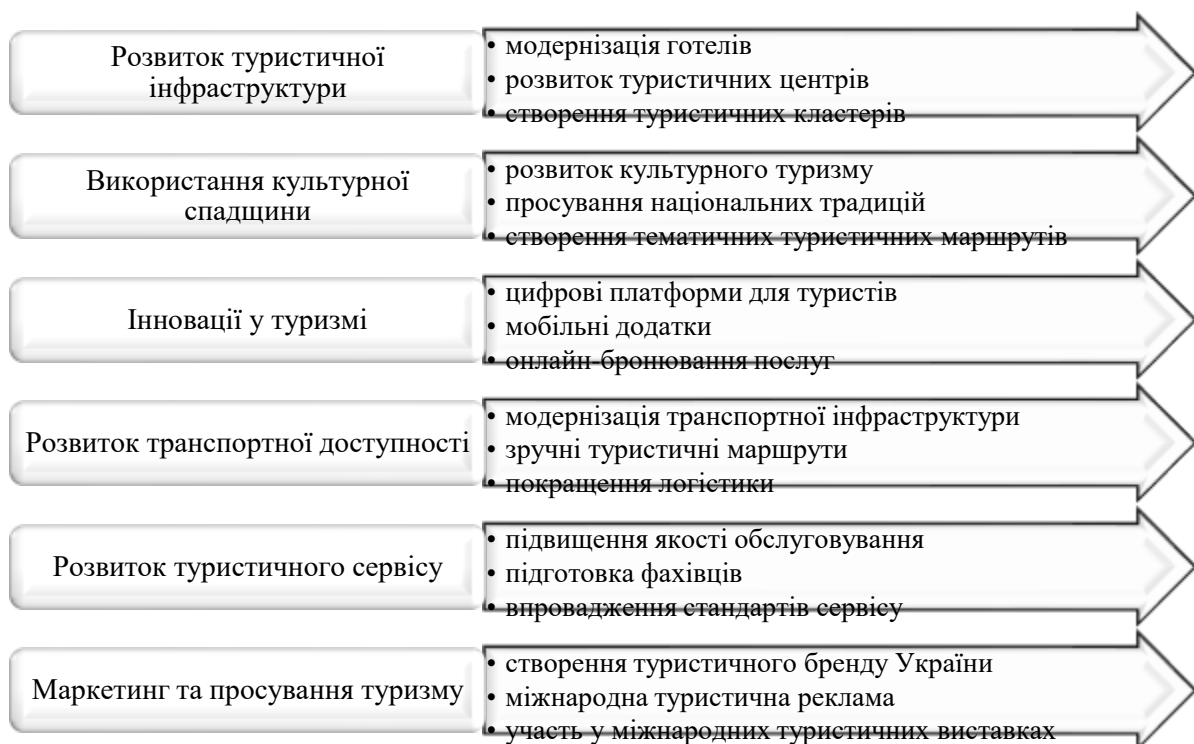 Розвиток туристичної
інфраструктури
• модернізація готелів
• розвиток туристичних центрів
• створення туристичних кластерів
Використання культурної
спадщини
• розвиток культурного туризму
• просування національних традицій
• створення тематичних туристичних маршрутів
Інновації у туризмі
• цифрові платформи для туристів
• мобільні додатки
• онлайн-бронювання послуг
Розвиток транспортної доступності
• модернізація транспортної інфраструктури
• зручні туристичні маршрути
• покращення логістики
Розвиток туристичного сервісу
• підвищення якості обслуговування
• підготовка фахівців
• впровадження стандартів сервісу
Маркетинг та просування туризму
• створення туристичного бренду України
• міжнародна туристична реклама
• участь у міжнародних туристичних виставках